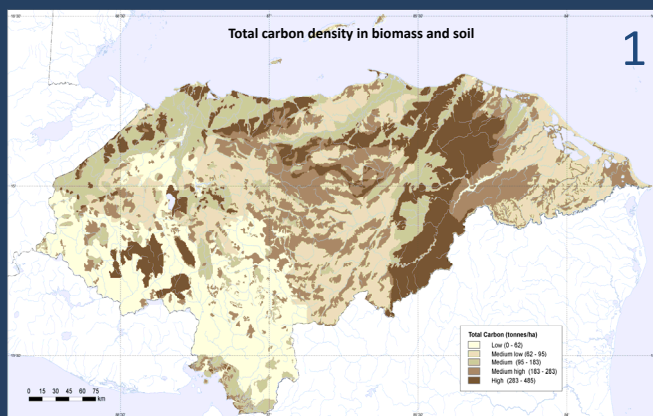 Total carbon density in biomass and soil
1
Total Carbon (tonnes/ha)
Low (0 - 62)
Medium low (62 - 95)
Medium (95 - 183)
Medium high (183 - 283)
High (283 - 485)
0 15 30 45 60 75
km